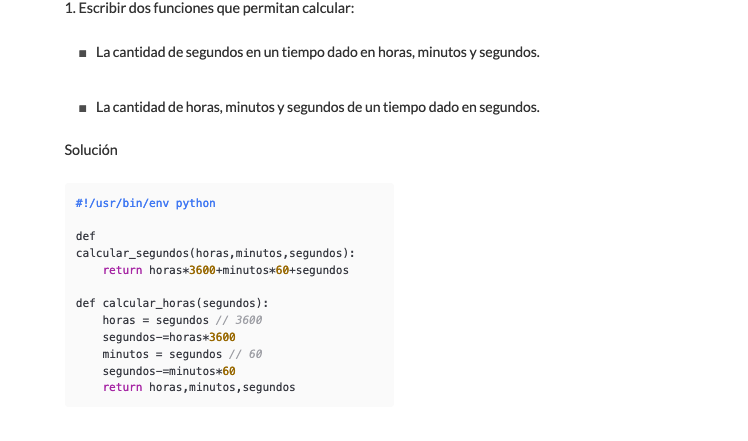 1. Escribir dos funciones que permitan calcular:
▪ La cantidad de segundos en un tiempo dado en horas, minutos y segundos.
▪ La cantidad de horas, minutos y segundos de un tiempo dado en segundos.
Solución
#!/usr/bin/env python
def
calcular_segundos(horas,minutos,segundos):
    return horas*3600+minutos*60+segundos
def calcular_horas(segundos):
    horas = segundos // 3600
    segundos-=horas*3600
    minutos = segundos // 60
    segundos-=minutos*60
    return horas,minutos,segundos